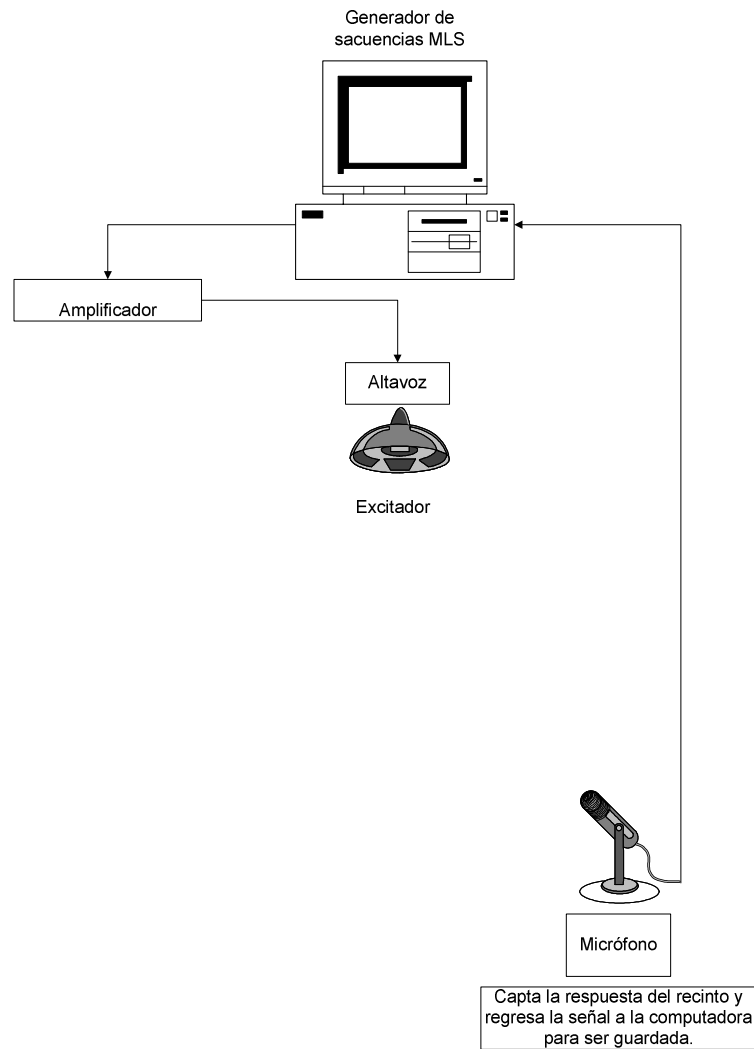 Generador de
sacuencias MLS
Amplificador
Altavoz
Excitador
Micrófono
Capta la respuesta del recinto y
regresa la señal a la computadora
para ser guardada.